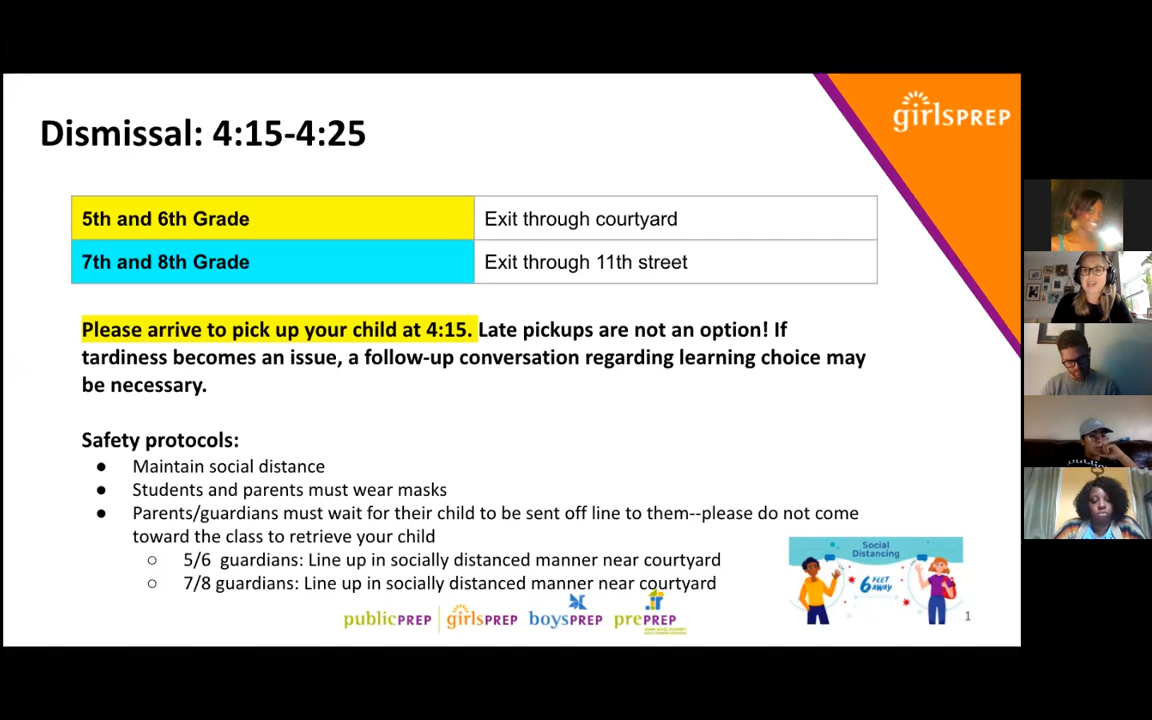 Dismissal: 4:15-4:25
girlsPREP
5th and 6th Grade
Exit through courtyard
7th and 8th Grade
Exit through 11th street
Please arrive to pick up your child at 4:15. Late pickups are not an option! If
tardiness becomes an issue, a follow-up conversation regarding learning choice may
be necessary.
Safety protocols:
● Maintain social distance
● Students and parents must wear masks
● Parents/guardians must wait for their child to be sent off line to them--please do not come
toward the class to retrieve your child
○ 5/6 guardians: Line up in socially distanced manner near courtyard
○ 7/8 guardians: Line up in socially distanced manner near courtyard
Social
Distancing
6 FEET
AWAY
publicPREP girlsPREP boysPREP prePREP
1